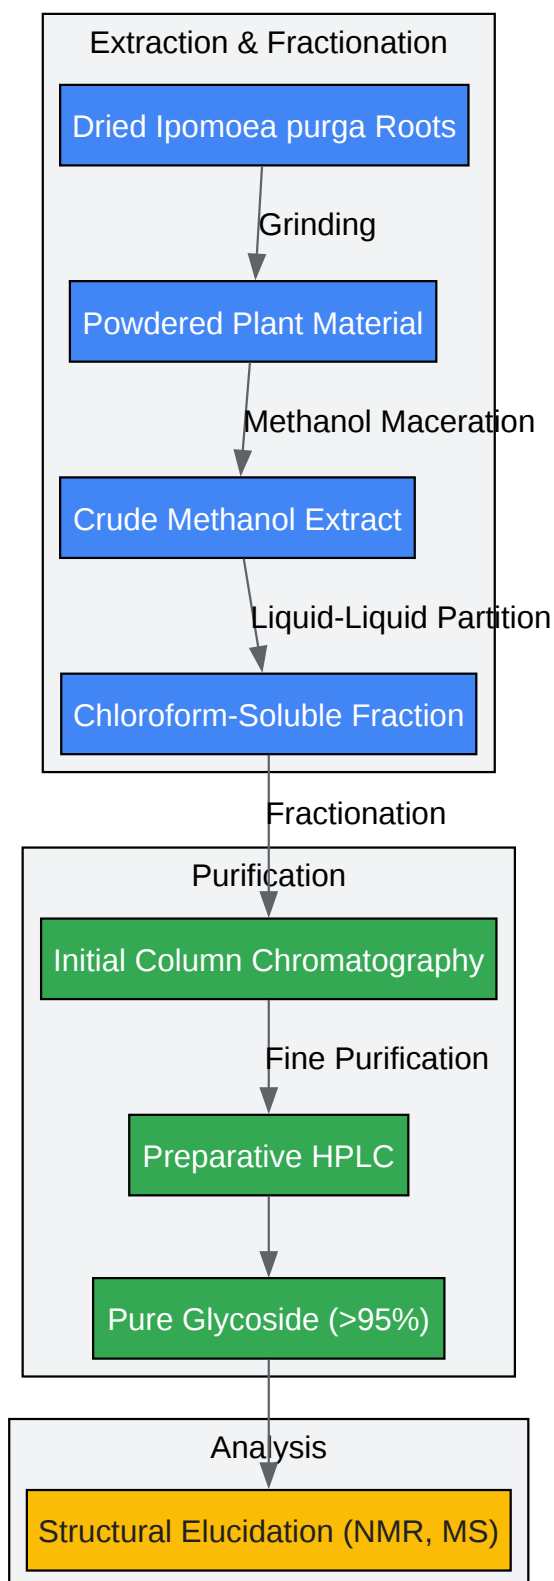 Extraction & Fractionation
Dried Ipomoea purga Roots
Grinding
Powdered Plant Material
Methanol Maceration
Crude Methanol Extract
Liquid-Liquid Partition
Chloroform-Soluble Fraction
Fractionation
Purification
Initial Column Chromatography
Fine Purification
Preparative HPLC
Pure Glycoside (>95%)
Analysis
Structural Elucidation (NMR, MS)